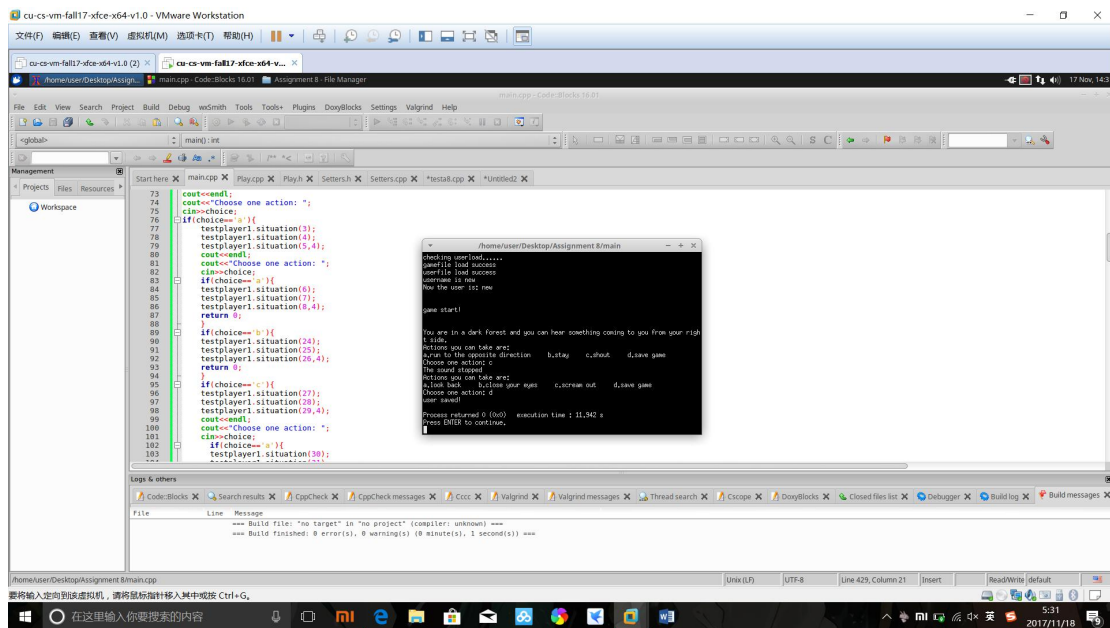 cu-cs-vm-fall17-xfce-x64-v1.0 - VMware Workstation
文件(F) 编辑(E) 查看(V) 虚拟机(M) 选项卡(T) 帮助(H)
cu-cs-vm-fall17-xfce-x64-v1.0 (2) × cu-cs-vm-fall17-xfce-x64-v... ×
/home/user/Desktop/Assign... main.cpp - Code::Blocks 16.01 Assignment 8 - File Manager 17 Nov, 14:3
main.cpp - Code::Blocks 16.01
File Edit View Search Project Build Debug wxSmith Tools Tools+ Plugins DoxyBlocks Settings Valgrind Help
<global> main() : int
S C
Management
Projects Files Resources
Workspace
Start here main.cpp Play.cpp Play.h Setters.h Setters.cpp *testa8.cpp *Untitled2
73 cout<<endl;
74 cout<<"Choose one action: ";
75 cin>>choice;
76 if(choice=='a'){
77 testplayer1.situation(3);
78 testplayer1.situation(4);
79 testplayer1.situation(5,4);
80 cout<<endl;
81 cout<<"Choose one action: ";
82 cin>>choice;
83 if(choice=='a'){
84 testplayer1.situation(6);
85 testplayer1.situation(7);
86 testplayer1.situation(8,4);
87 return 0;
88 }
89 if(choice=='b'){
90 testplayer1.situation(24);
91 testplayer1.situation(25);
92 testplayer1.situation(26,4);
93 return 0;
94 }
95 if(choice=='c'){
96 testplayer1.situation(27);
97 testplayer1.situation(28);
98 testplayer1.situation(29,4);
99 cout<<endl;
100 cout<<"Choose one action: ";
101 cin>>choice;
102 if(choice=='a'){
103 testplayer1.situation(30);
/home/user/Desktop/Assignment 8/main
checking userload......
gamefile load success
userfile load success
username is new
Now the user is: new
game start!
You are in a dark forest and you can hear something coming to you from your righ
t side.
Actions you can take are:
a.run to the opposite direction b.stay c.shout d.save game
Choose one action: c
The sound stopped
Actions you can take are:
a.look back b.close your eyes c.scream out d.save game
Choose one action: d
user saved!
Process returned 0 (0x0) execution time : 11.942 s
Press ENTER to continue.
Logs & others
Code::Blocks Search results CppCheck CppCheck messages Cccc Valgrind Valgrind messages Thread search Cscope DoxyBlocks Closed files list Debugger Build log Build messages
File Line Message
=== Build file: "no target" in "no project" (compiler: unknown) ===
=== Build finished: 0 error(s), 0 warning(s) (0 minute(s), 1 second(s)) ===
/home/user/Desktop/Assignment 8/main.cpp Unix (LF) UTF-8 Line 429, Column 21 Insert Read/Write default
要将输入定向到该虚拟机，请将鼠标指针移入其中或按 Ctrl+G。
在这里输入你要搜索的内容 英 5:31
2017/11/18